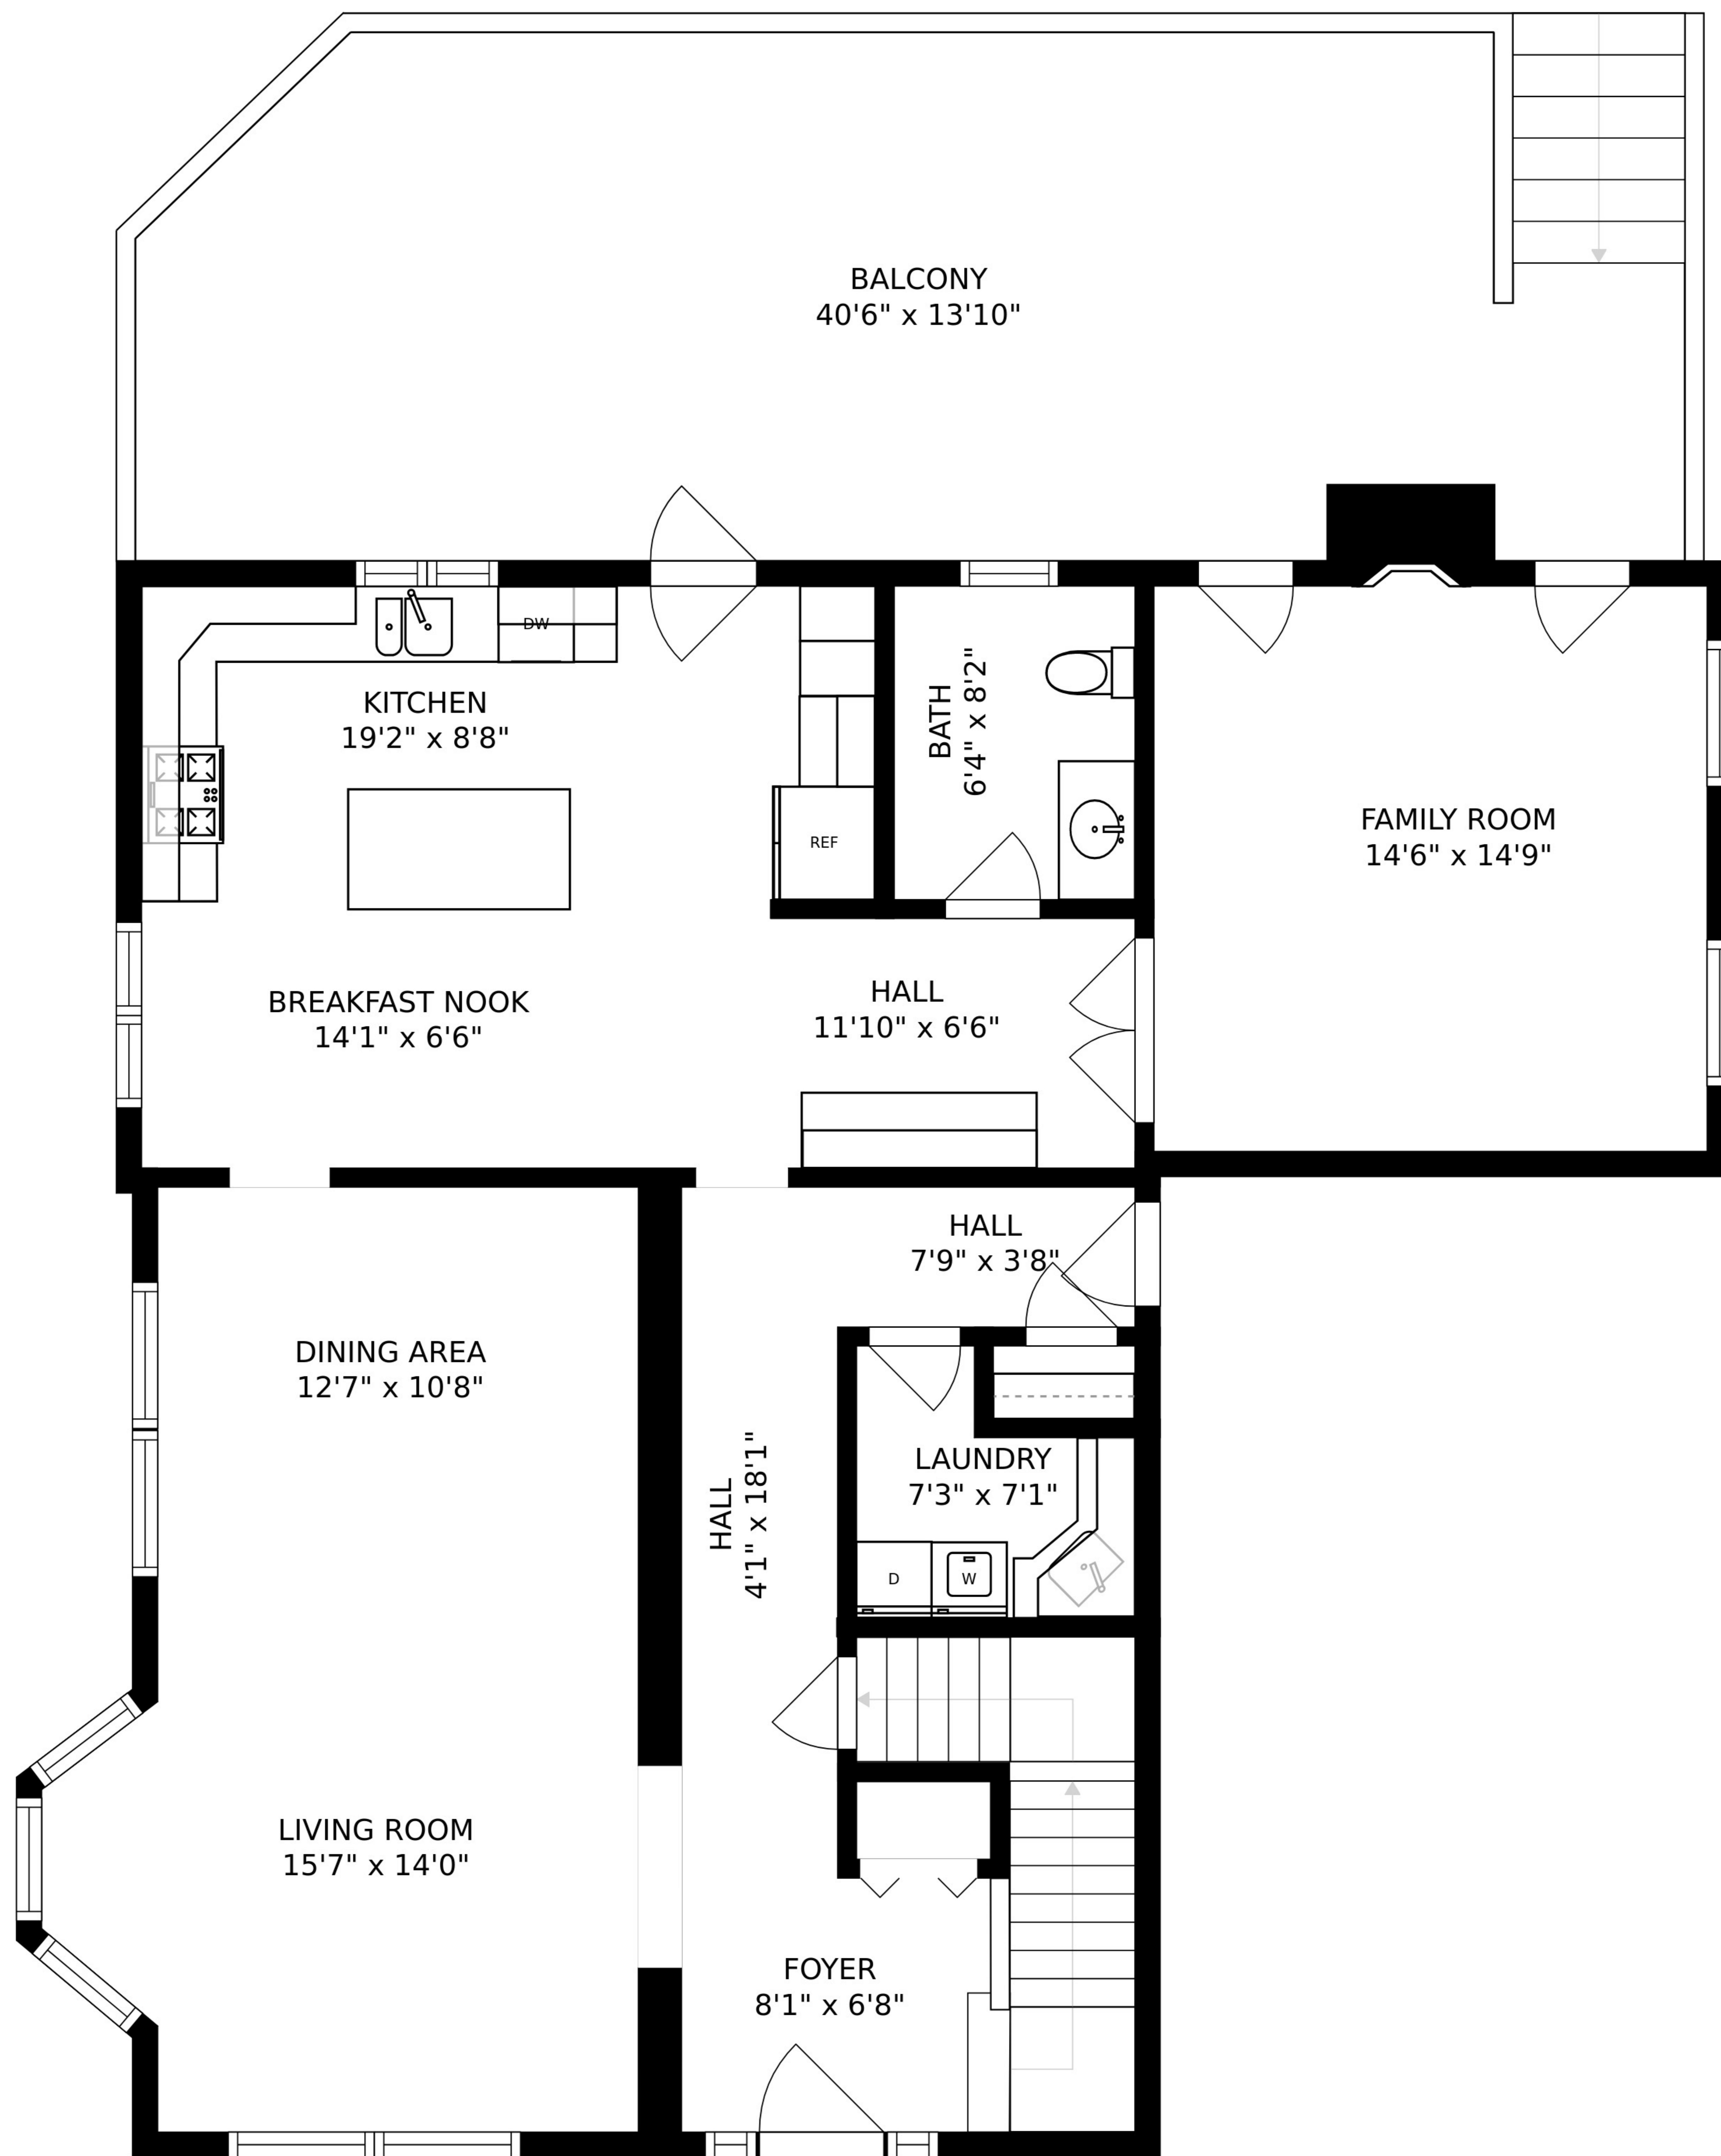 BALCONY
40'6" x 13'10"
DW
KITCHEN
19'2" x 8'8"
BATH
6'4" x 8'2"
REF
FAMILY ROOM
14'6" x 14'9"
BREAKFAST NOOK
14'1" x 6'6"
HALL
11'10" x 6'6"
HALL
7'9" x 3'8"
DINING AREA
12'7" x 10'8"
HALL
4'1" x 18'1"
LAUNDRY
7'3" x 7'1"
D
W
LIVING ROOM
15'7" x 14'0"
FOYER
8'1" x 6'8"